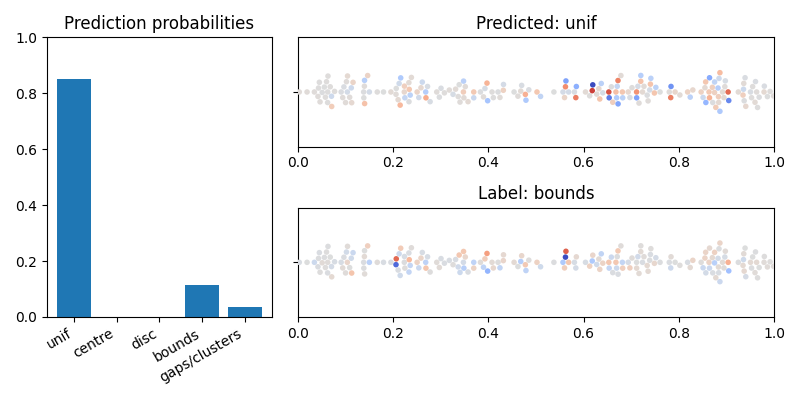 Prediction probabilities
1.0
0.8
0.6
0.4
0.2
0.0
unif
centre
disc
bounds
gaps/clusters
Predicted: unif
0.0 0.2 0.4 0.6 0.8 1.0
Label: bounds
0.0 0.2 0.4 0.6 0.8 1.0